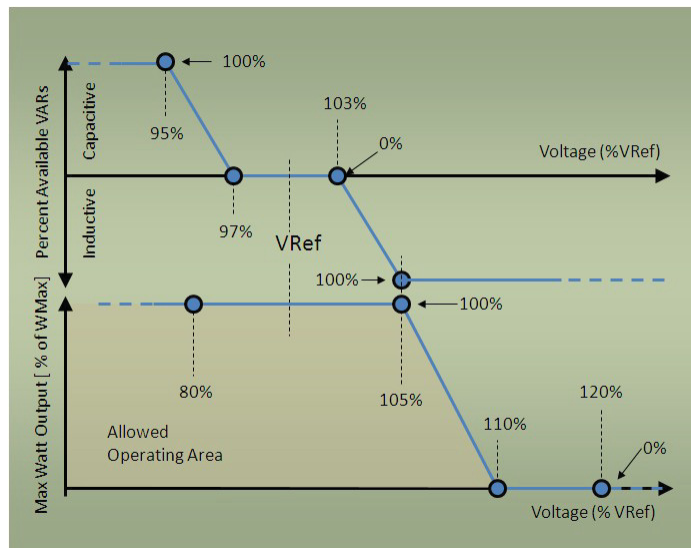 100%
95%
103%
0%
Voltage (%VRef)
97%
VRef
100%
Percent Available VARs
Capacitive
Inductive
100%
80%
105%
110%
120%
0%
Allowed
Operating Area
Max Watt Output [ % of WMax]
Voltage (% VRef)